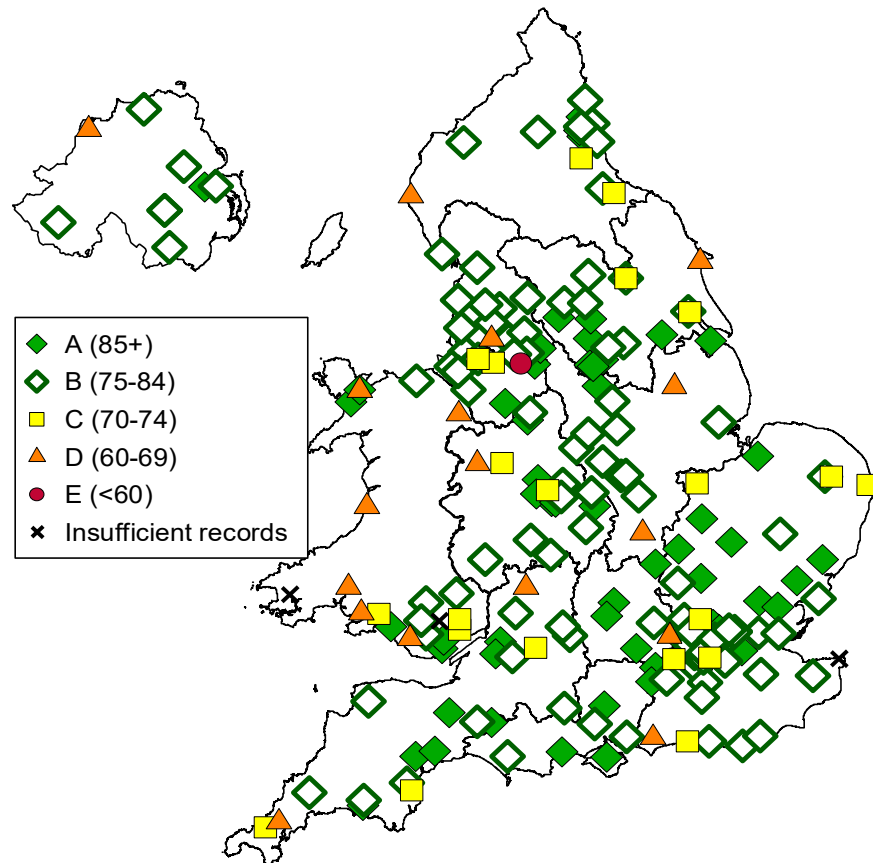 A (85+)
B (75-84)
C (70-74)
D (60-69)
E (<60)
Insufficient records